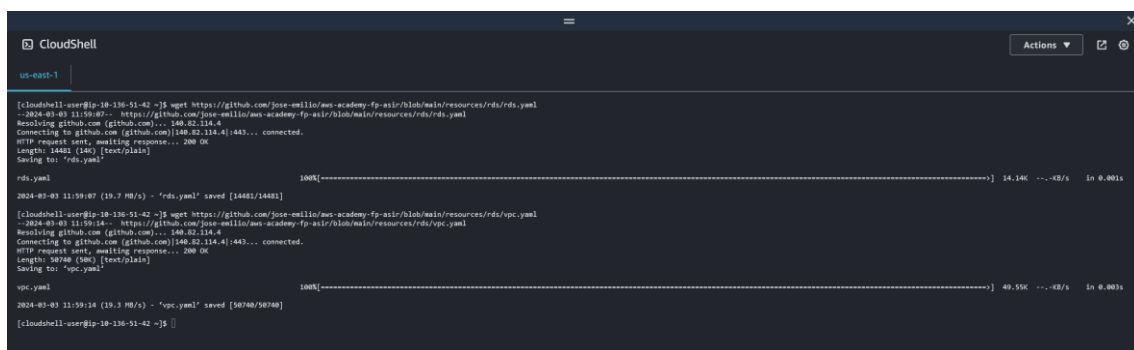 CloudShell
Actions ▼
us-east-1
[cloudshell-user@ip-10-136-51-42 ~]$ wget https://github.com/jose-emilio/aws-academy-fp-asir/blob/main/resources/rds/rds.yaml
--2024-03-03 11:59:07-- https://github.com/jose-emilio/aws-academy-fp-asir/blob/main/resources/rds/rds.yaml
Resolving github.com (github.com)... 140.82.114.4
Connecting to github.com (github.com)|140.82.114.4|:443... connected.
HTTP request sent, awaiting response... 200 OK
Length: 14481 (14K) [text/plain]
Saving to: ‘rds.yaml’
rds.yaml 100%[=================================================>] 14.14K --.-KB/s in 0.001s
2024-03-03 11:59:07 (19.7 MB/s) - ‘rds.yaml’ saved [14481/14481]
[cloudshell-user@ip-10-136-51-42 ~]$ wget https://github.com/jose-emilio/aws-academy-fp-asir/blob/main/resources/rds/vpc.yaml
--2024-03-03 11:59:14-- https://github.com/jose-emilio/aws-academy-fp-asir/blob/main/resources/rds/vpc.yaml
Resolving github.com (github.com)... 140.82.114.4
Connecting to github.com (github.com)|140.82.114.4|:443... connected.
HTTP request sent, awaiting response... 200 OK
Length: 50740 (50K) [text/plain]
Saving to: ‘vpc.yaml’
vpc.yaml 100%[=================================================>] 49.55K --.-KB/s in 0.003s
2024-03-03 11:59:14 (19.3 MB/s) - ‘vpc.yaml’ saved [50740/50740]
[cloudshell-user@ip-10-136-51-42 ~]$